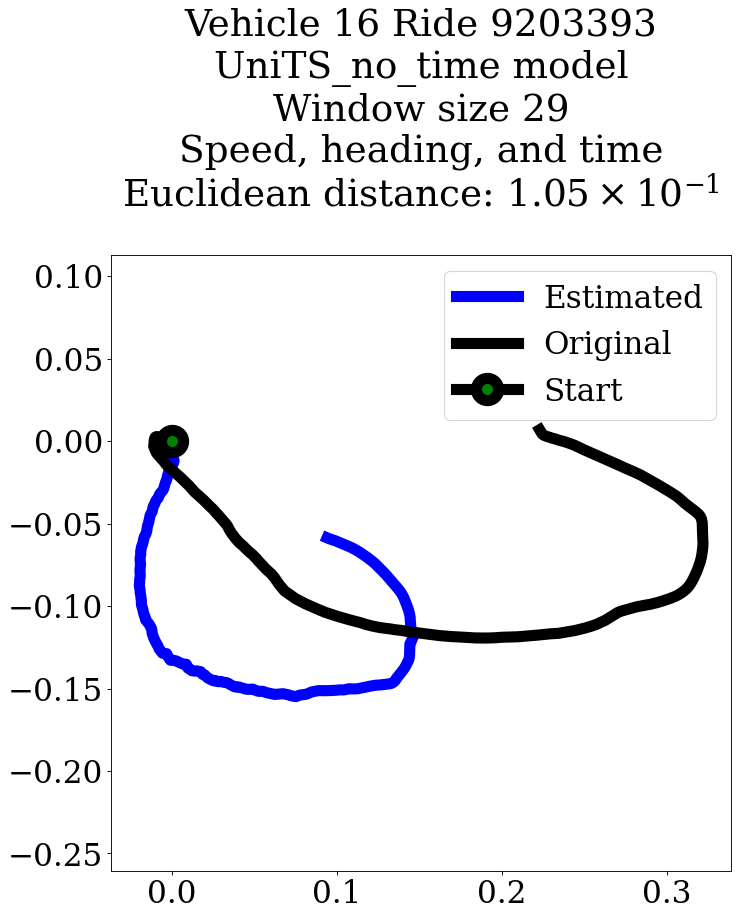 Vehicle 16 Ride 9203393
UniTS_no_time model
Window size 29
Speed, heading, and time
Euclidean distance: $1.05 \times 10^{-1}$
Estimated
Original
Start
0.10
0.05
0.00
−0.05
−0.10
−0.15
−0.20
−0.25
0.0 0.1 0.2 0.3